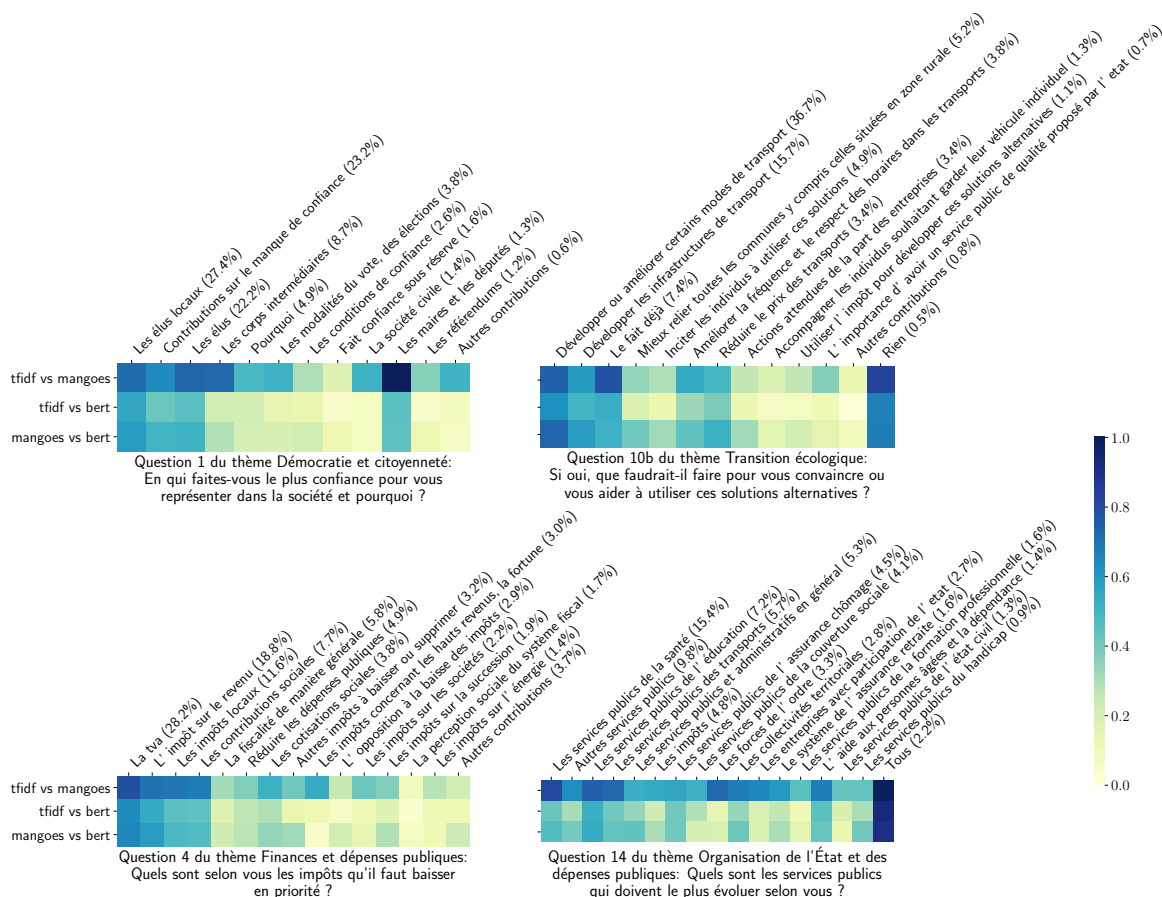 Les élus locaux (27.4%)
Contributions sur le manque de confiance (23.2%)
Les élus (22.2%)
Les corps intermédiaires (8.7%)
Pourquoi (4.9%)
Les modalités du vote, des élections (3.8%)
Les conditions de confiance (2.6%)
Fait confiance sous réserve (1.6%)
La société civile (1.4%)
Les maires et les députés (1.3%)
Les référendums (1.2%)
Autres contributions (0.6%)
tfidf vs mangoes
tfidf vs bert
mangoes vs bert
Question 1 du thème Démocratie et citoyenneté:
En qui faites-vous le plus confiance pour vous
représenter dans la société et pourquoi ?
Développer ou améliorer certains modes de transport (36.7%)
Développer les infrastructures de transport (15.7%)
Le fait déjà (7.4%)
Mieux relier toutes les communes y compris celles situées en zone rurale (5.2%)
Inciter les individus à utiliser ces solutions (4.9%)
Améliorer la fréquence et le respect des horaires dans les transports (3.8%)
Réduire le prix des transports (3.4%)
Actions attendues de la part des entreprises (3.4%)
Accompagner les individus souhaitant garder leur véhicule individuel (1.3%)
Utiliser l' impôt pour développer ces solutions alternatives (1.1%)
L' importance d' avoir un service public de qualité proposé par l' etat (0.7%)
Autres contributions (0.8%)
Rien (0.5%)
Question 10b du thème Transition écologique:
Si oui, que faudrait-il faire pour vous convaincre ou
vous aider à utiliser ces solutions alternatives ?
1.0
0.8
0.6
0.4
0.2
0.0
La tva (28.2%)
L' impôt sur le revenu (18.8%)
Les impôts locaux (11.6%)
Les contributions sociales (7.7%)
La fiscalité de manière générale (5.8%)
Réduire les dépenses publiques (4.9%)
Les cotisations sociales (3.8%)
Autres impôts à baisser ou supprimer (3.2%)
Les impôts concernant les hauts revenus, la fortune (3.0%)
L' opposition à la baisse des impôts (2.9%)
Les impôts sur les sociétés (2.2%)
Les impôts sur la succession (1.9%)
La perception sociale du système fiscal (1.7%)
Les impôts sur l' énergie (1.4%)
Autres contributions (3.7%)
tfidf vs mangoes
tfidf vs bert
mangoes vs bert
Question 4 du thème Finances et dépenses publiques:
Quels sont selon vous les impôts qu'il faut baisser
en priorité ?
Les services publics de la santé (15.4%)
Autres services publics (9.8%)
Les services publics de l' éducation (7.2%)
Les services publics des transports (5.7%)
Les services publics et administratifs en général (5.3%)
L' impôts (4.8%)
Les services publics de l' assurance chômage (4.5%)
Les services publics de la couverture sociale (4.1%)
Les forces de l' ordre (3.3%)
Les collectivités territoriales (2.8%)
Les entreprises avec participation de l' etat (2.7%)
Le système de l' assurance retraite (1.6%)
Les services publics de la formation professionnelle (1.6%)
L' aide aux personnes âgées et la dépendance (1.4%)
Les services publics de l' état civil (1.3%)
Les services publics du handicap (0.9%)
Tous (2.2%)
Question 14 du thème Organisation de l'État et des
dépenses publiques: Quels sont les services publics
qui doivent le plus évoluer selon vous ?